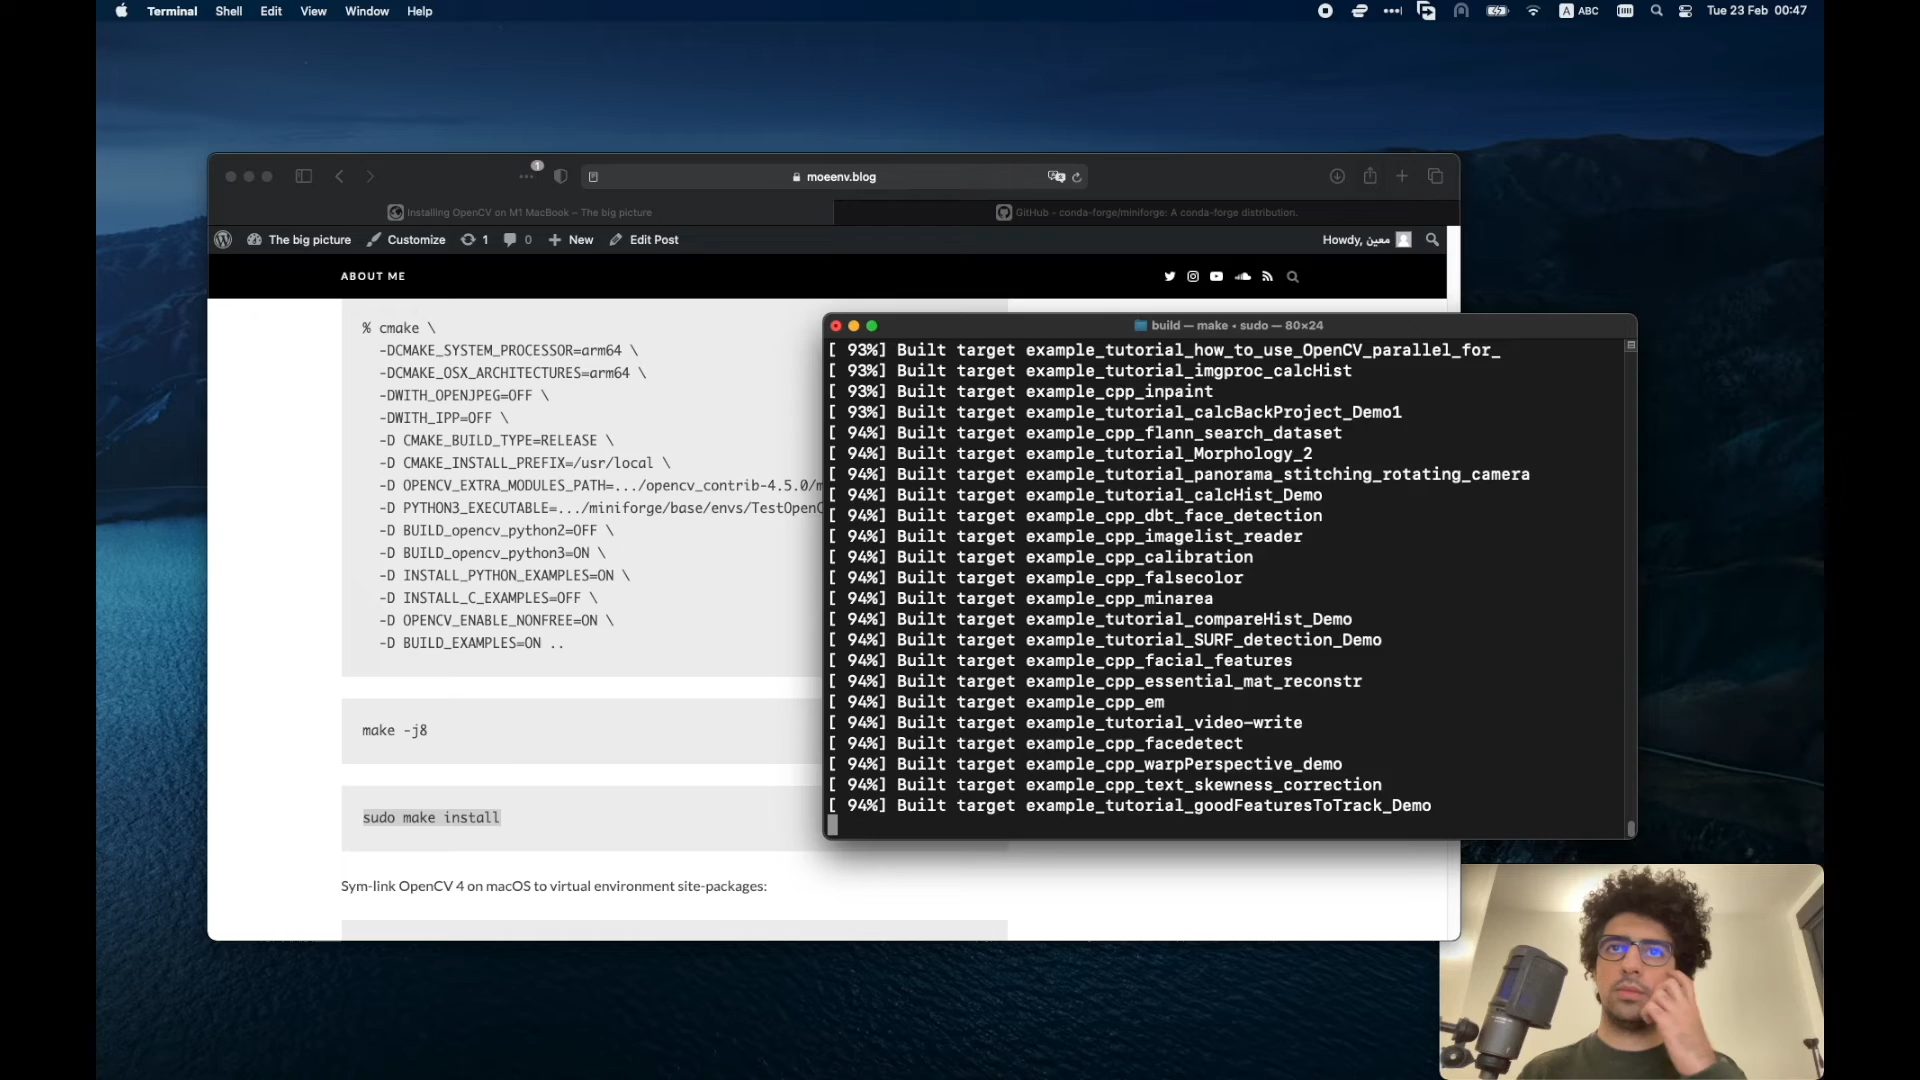 Terminal Shell Edit View Window Help
A ABC
Tue 23 Feb 00:47
1
moeenv.blog
Installing OpenCV on M1 MacBook – The big picture
GitHub - conda-forge/miniforge: A conda-forge distribution.
The big picture Customize 1 0 New Edit Post
Howdy, معين
ABOUT ME
% cmake \
-DCMAKE_SYSTEM_PROCESSOR=arm64 \
-DCMAKE_OSX_ARCHITECTURES=arm64 \
-DWITH_OPENJPEG=OFF \
-DWITH_IPP=OFF \
-D CMAKE_BUILD_TYPE=RELEASE \
-D CMAKE_INSTALL_PREFIX=/usr/local \
-D OPENCV_EXTRA_MODULES_PATH=.../opencv_contrib-4.5.0/m
-D PYTHON3_EXECUTABLE=.../miniforge/base/envs/TestOpenC
-D BUILD_opencv_python2=OFF \
-D BUILD_opencv_python3=ON \
-D INSTALL_PYTHON_EXAMPLES=ON \
-D INSTALL_C_EXAMPLES=OFF \
-D OPENCV_ENABLE_NONFREE=ON \
-D BUILD_EXAMPLES=ON ..
make -j8
sudo make install
Sym-link OpenCV 4 on macOS to virtual environment site-packages:
build — make • sudo — 80×24
[ 93%] Built target example_tutorial_how_to_use_OpenCV_parallel_for_
[ 93%] Built target example_tutorial_imgproc_calcHist
[ 93%] Built target example_cpp_inpaint
[ 93%] Built target example_tutorial_calcBackProject_Demo1
[ 94%] Built target example_cpp_flann_search_dataset
[ 94%] Built target example_tutorial_Morphology_2
[ 94%] Built target example_tutorial_panorama_stitching_rotating_camera
[ 94%] Built target example_tutorial_calcHist_Demo
[ 94%] Built target example_cpp_dbt_face_detection
[ 94%] Built target example_cpp_imagelist_reader
[ 94%] Built target example_cpp_calibration
[ 94%] Built target example_cpp_falsecolor
[ 94%] Built target example_cpp_minarea
[ 94%] Built target example_tutorial_compareHist_Demo
[ 94%] Built target example_tutorial_SURF_detection_Demo
[ 94%] Built target example_cpp_facial_features
[ 94%] Built target example_cpp_essential_mat_reconstr
[ 94%] Built target example_cpp_em
[ 94%] Built target example_tutorial_video-write
[ 94%] Built target example_cpp_facedetect
[ 94%] Built target example_cpp_warpPerspective_demo
[ 94%] Built target example_cpp_text_skewness_correction
[ 94%] Built target example_tutorial_goodFeaturesToTrack_Demo